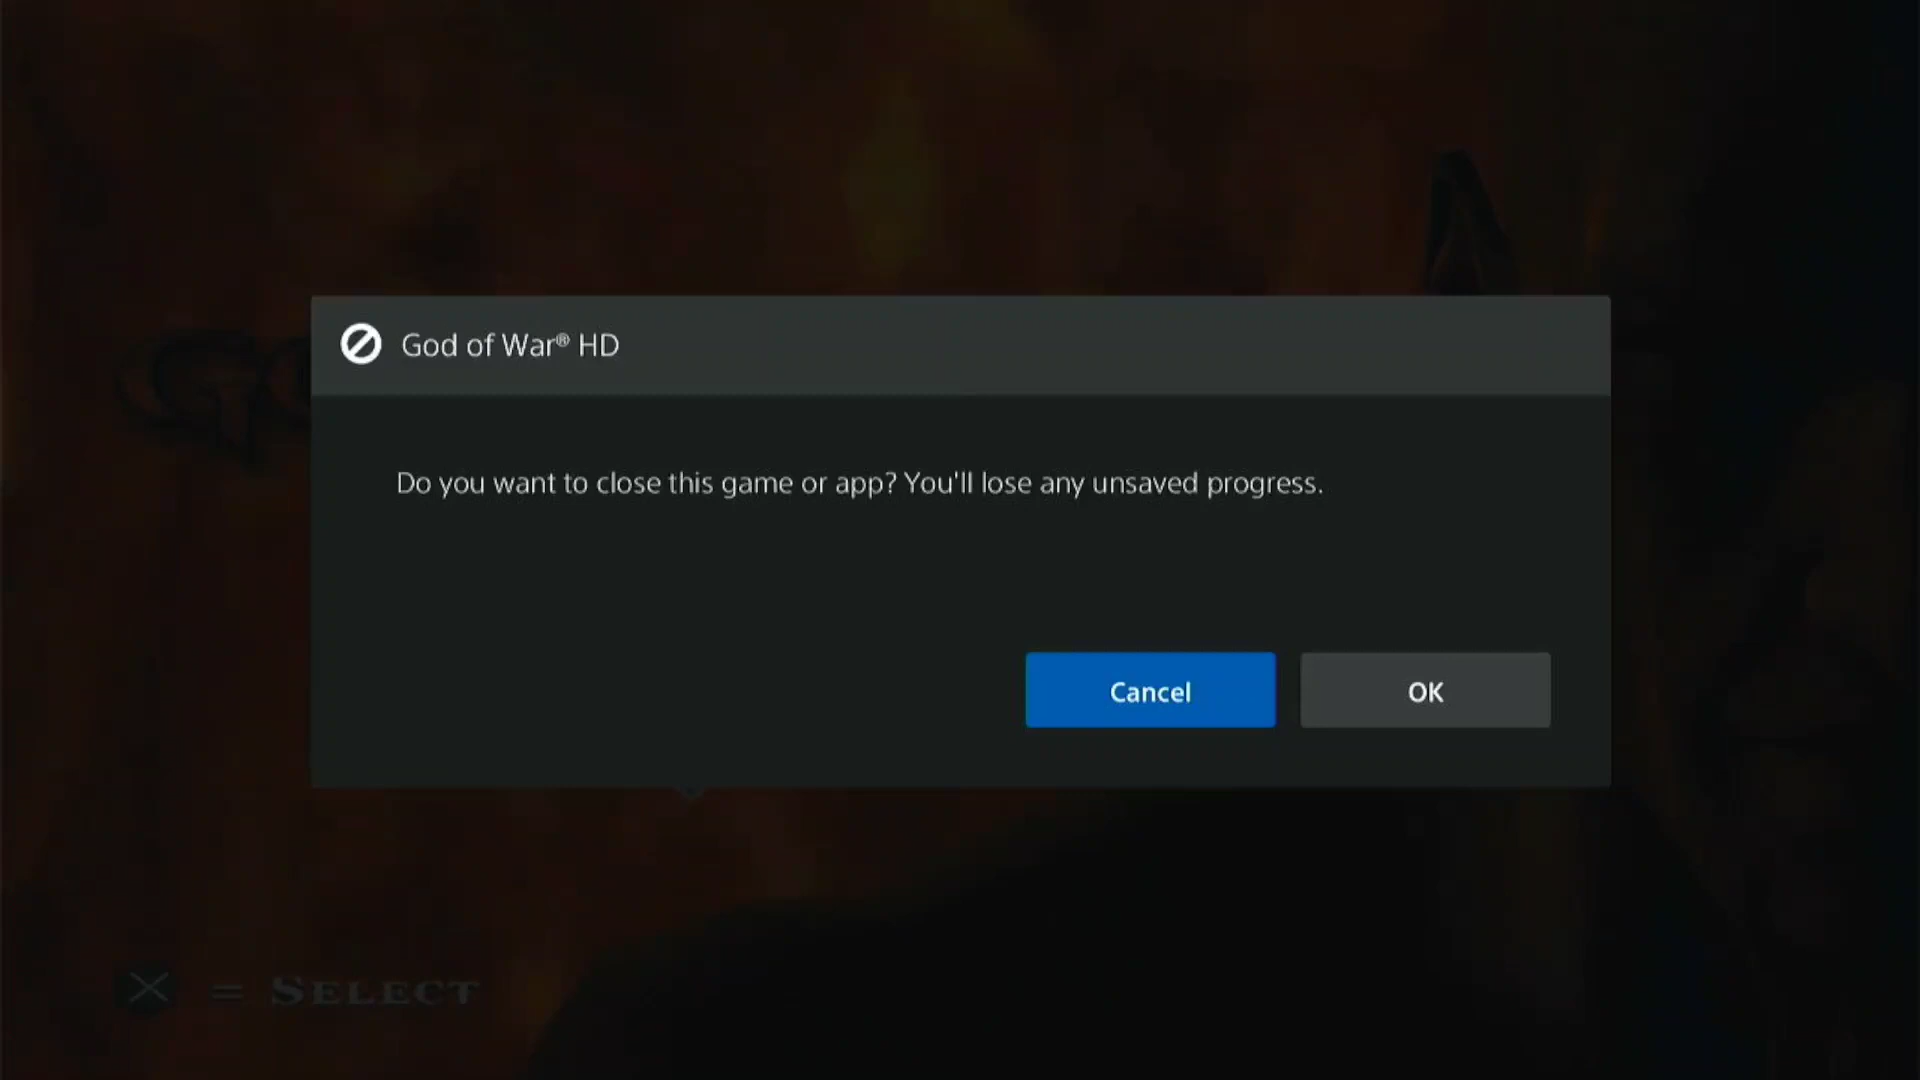 God of War® HD
Do you want to close this game or app? You'll lose any unsaved progress.
Cancel
OK
= SELECT